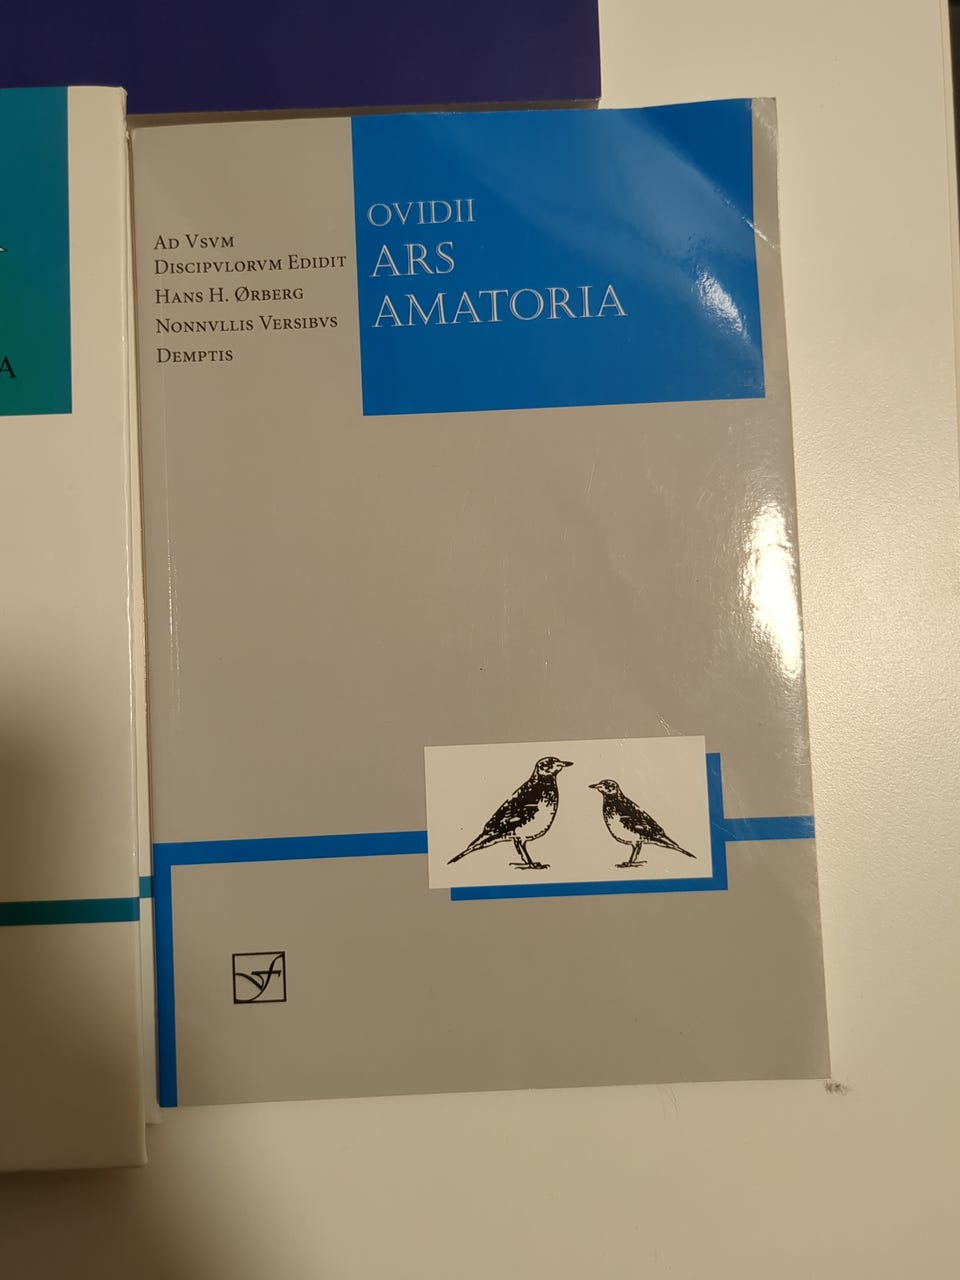 A
AD VSVM
DISCIPVLORVM EDIDIT
HANS H. ØRBERG
NONNVLLIS VERSIBVS
DEMPTIS
OVIDII
ARS
AMATORIA